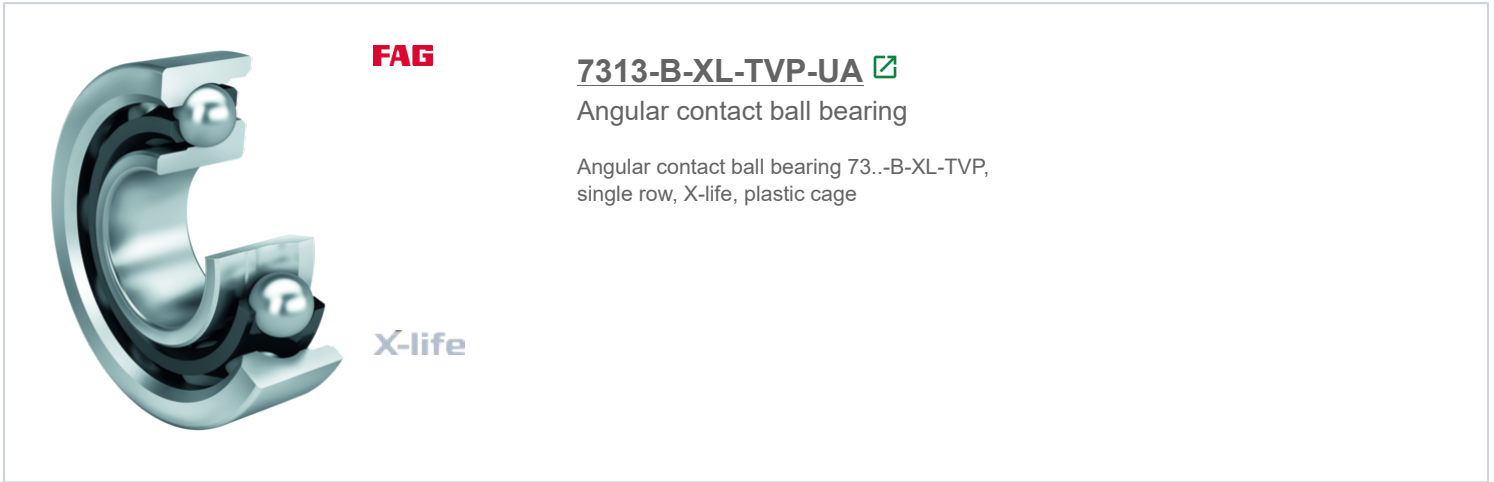 FAG
7313-B-XL-TVP-UA
Angular contact ball bearing
Angular contact ball bearing 73..-B-XL-TVP,
single row, X-life, plastic cage
X-life